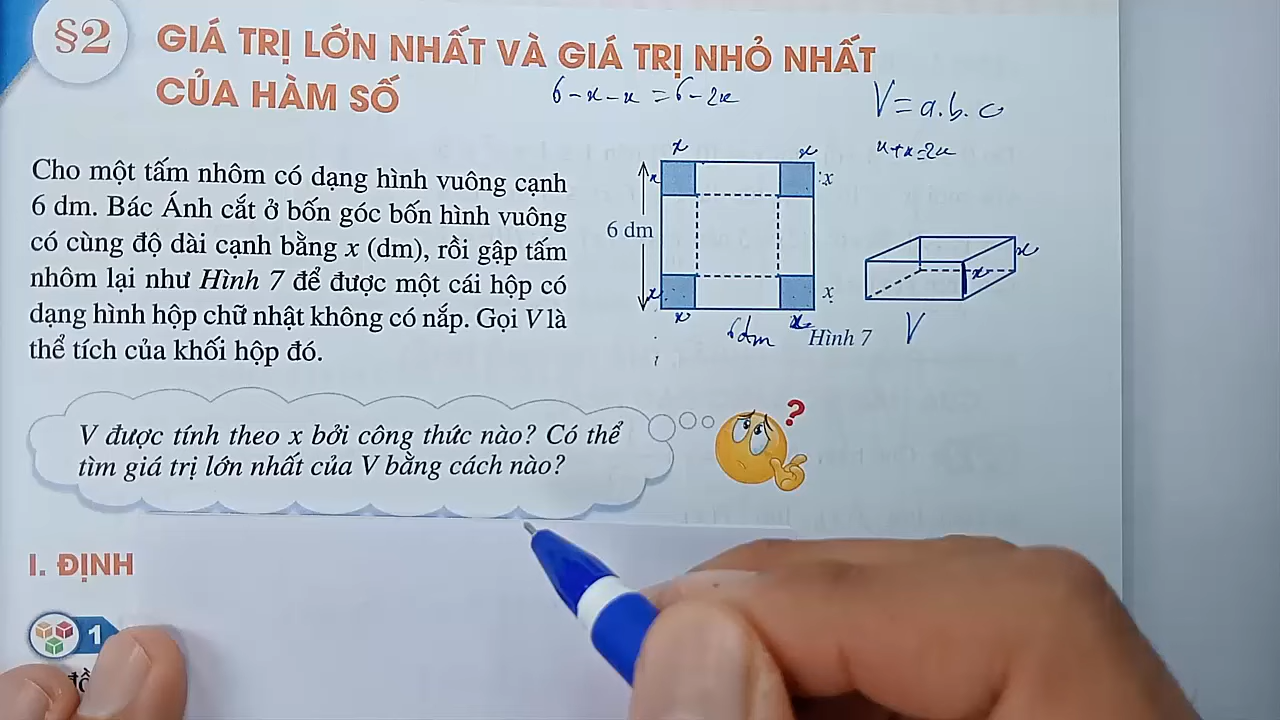 §2
GIÁ TRỊ LỚN NHẤT VÀ GIÁ TRỊ NHỎ NHẤT
CỦA HÀM SỐ
6-x-x=6-2x
V=a.b.c
x+x=2x
Cho một tấm nhôm có dạng hình vuông cạnh
6 dm. Bác Ánh cắt ở bốn góc bốn hình vuông
có cùng độ dài cạnh bằng x (dm), rồi gập tấm
nhôm lại như Hình 7 để được một cái hộp có
dạng hình hộp chữ nhật không có nắp. Gọi V là
thể tích của khối hộp đó.
x x
x x
6 dm
x x
x x
6dm
Hình 7
x
x
V
?
V được tính theo x bởi công thức nào? Có thể
tìm giá trị lớn nhất của V bằng cách nào?
I. ĐỊNH
1